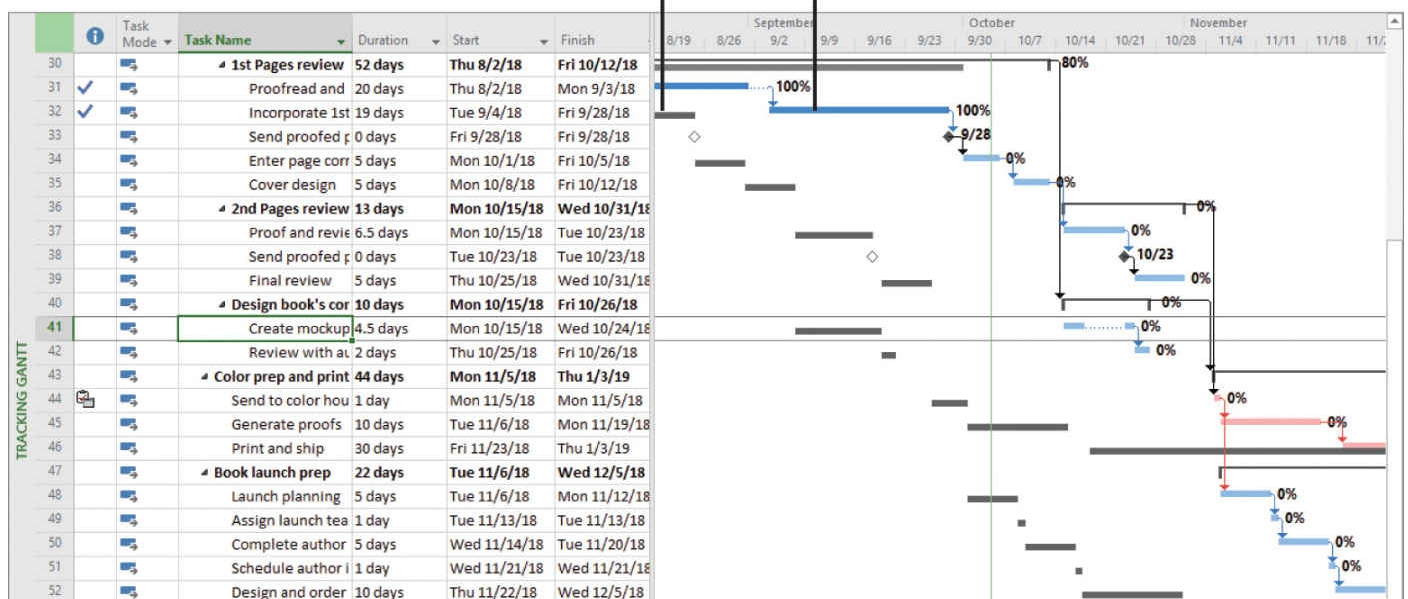 September October November
Task Mode Task Name Duration Start Finish 8/19 8/26 9/2 9/9 9/16 9/23 9/30 10/7 10/14 10/21 10/28 11/4 11/11 11/18
30 1st Pages review 52 days Thu 8/2/18 Fri 10/12/18 80%
31 Proofread and 20 days Thu 8/2/18 Mon 9/3/18 100%
32 Incorporate 1st 19 days Tue 9/4/18 Fri 9/28/18 100%
33 Send proofed p 0 days Fri 9/28/18 Fri 9/28/18 9/28
34 Enter page corr 5 days Mon 10/1/18 Fri 10/5/18 0%
35 Cover design 5 days Mon 10/8/18 Fri 10/12/18 0%
36 2nd Pages review 13 days Mon 10/15/18 Wed 10/31/18 0%
37 Proof and revie 6.5 days Mon 10/15/18 Tue 10/23/18 0%
38 Send proofed p 0 days Tue 10/23/18 Tue 10/23/18 10/23
39 Final review 5 days Thu 10/25/18 Wed 10/31/18 0%
40 Design book's cor 10 days Mon 10/15/18 Fri 10/26/18 0%
41 Create mockup 4.5 days Mon 10/15/18 Wed 10/24/18 0%
42 Review with au 2 days Thu 10/25/18 Fri 10/26/18 0%
43 Color prep and print 44 days Mon 11/5/18 Thu 1/3/19
44 Send to color hou 1 day Mon 11/5/18 Mon 11/5/18 0%
45 Generate proofs 10 days Tue 11/6/18 Mon 11/19/18 0%
46 Print and ship 30 days Fri 11/23/18 Thu 1/3/19
47 Book launch prep 22 days Tue 11/6/18 Wed 12/5/18
48 Launch planning 5 days Tue 11/6/18 Mon 11/12/18 0%
49 Assign launch tea 1 day Tue 11/13/18 Tue 11/13/18 0%
50 Complete author 5 days Wed 11/14/18 Tue 11/20/18 0%
51 Schedule author i 1 day Wed 11/21/18 Wed 11/21/18 0%
52 Design and order 10 days Thu 11/22/18 Wed 12/5/18
TRACKING GANTT